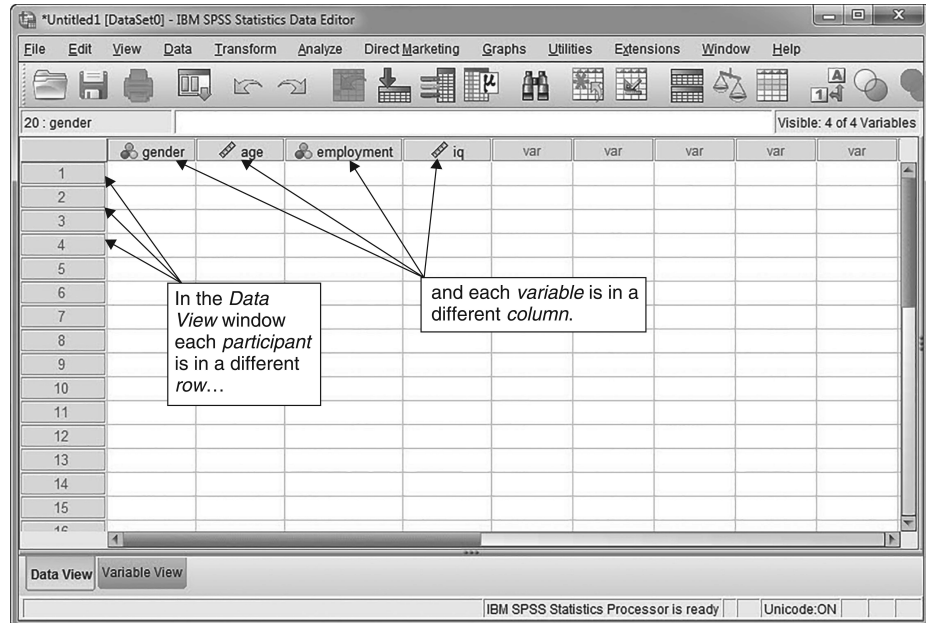 *Untitled1 [DataSet0] - IBM SPSS Statistics Data Editor
File Edit View Data Transform Analyze Direct Marketing Graphs Utilities Extensions Window Help
20 : gender
Visible: 4 of 4 Variables
gender age employment iq var var var var var
1
2
3
4
5
6
7
8
9
10
11
12
13
14
15
16
In the Data
View window
each participant
is in a different
row…
and each variable is in a
different column.
Data View Variable View
IBM SPSS Statistics Processor is ready Unicode:ON